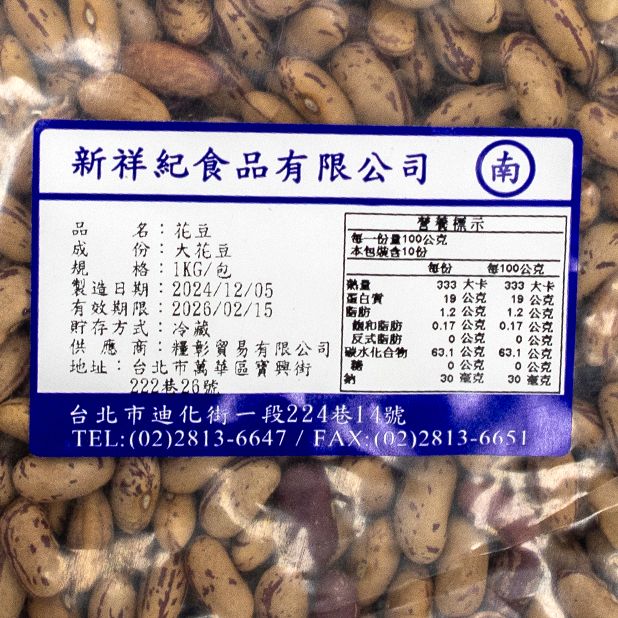 新祥紀食品有限公司 南
品 名：花豆
成 份：大花豆
規 格：1KG/包
製造日期：2024/12/05
有效期限：2026/02/15
貯存方式：冷藏
供 應 商：糧彰貿易有限公司
地址：台北市萬華區寶興街
222巷26號
營養標示
每一份量100公克
本包裝含10份
每份 每100公克
熱量 333 大卡 333 大卡
蛋白質 19 公克 19 公克
脂肪 1.2 公克 1.2 公克
飽和脂肪 0.17 公克 0.17 公克
反式脂肪 0 公克 0 公克
碳水化合物 63.1 公克 63.1 公克
糖 0 公克 0 公克
鈉 30 毫克 30 毫克
台北市迪化街一段224巷14號
TEL:(02)2813-6647 / FAX:(02)2813-6651